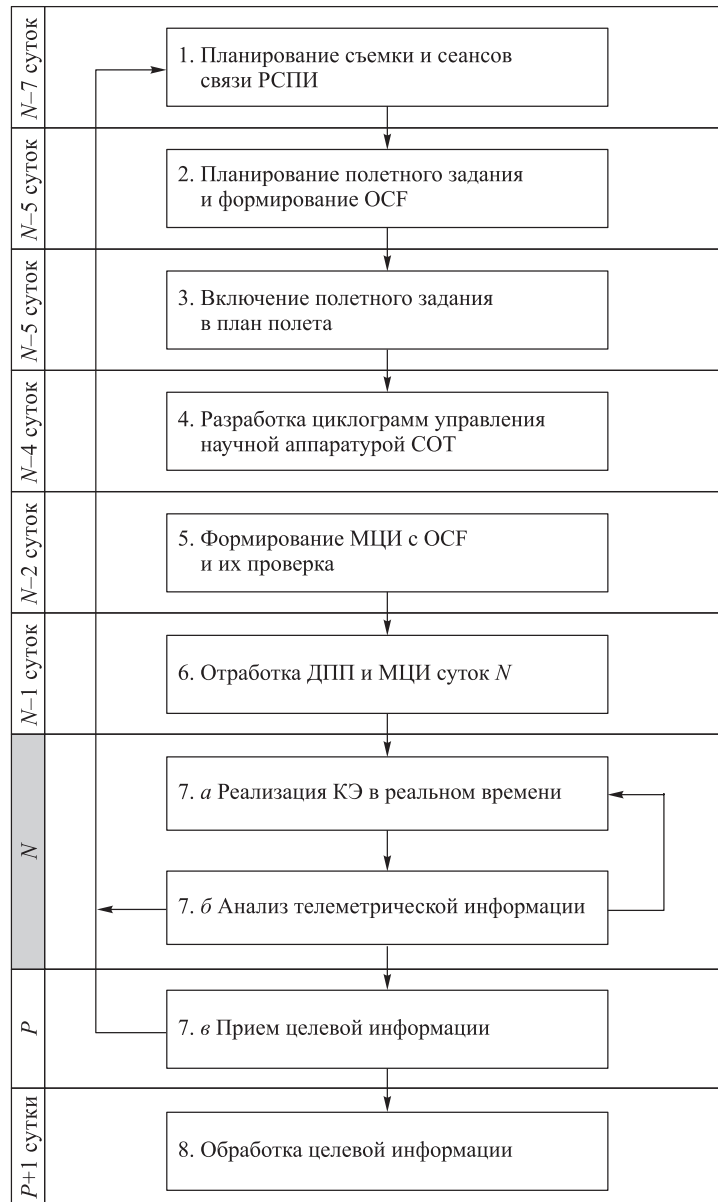 N–7 суток
1. Планирование съемки и сеансов
связи РСПИ
N–5 суток
2. Планирование полетного задания
и формирование OCF
N–5 суток
3. Включение полетного задания
в план полета
N–4 суток
4. Разработка циклограмм управления
научной аппаратурой СОТ
N–2 суток
5. Формирование МЦИ с OCF
и их проверка
N–1 суток
6. Отработка ДПП и МЦИ суток N
N
7. а Реализация КЭ в реальном времени
7. б Анализ телеметрической информации
P
7. в Прием целевой информации
P+1 сутки
8. Обработка целевой информации